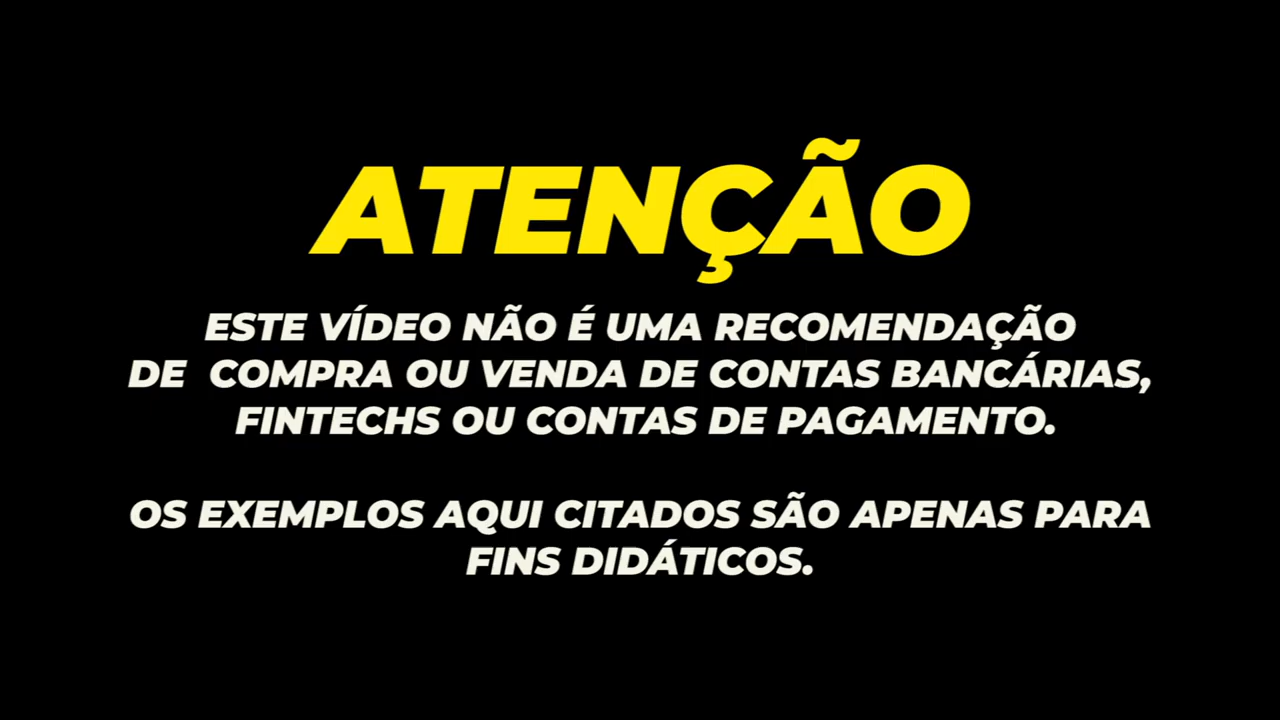 ATENÇÃO
ESTE VÍDEO NÃO É UMA RECOMENDAÇÃO
DE COMPRA OU VENDA DE CONTAS BANCÁRIAS,
FINTECHS OU CONTAS DE PAGAMENTO.
OS EXEMPLOS AQUI CITADOS SÃO APENAS PARA
FINS DIDÁTICOS.